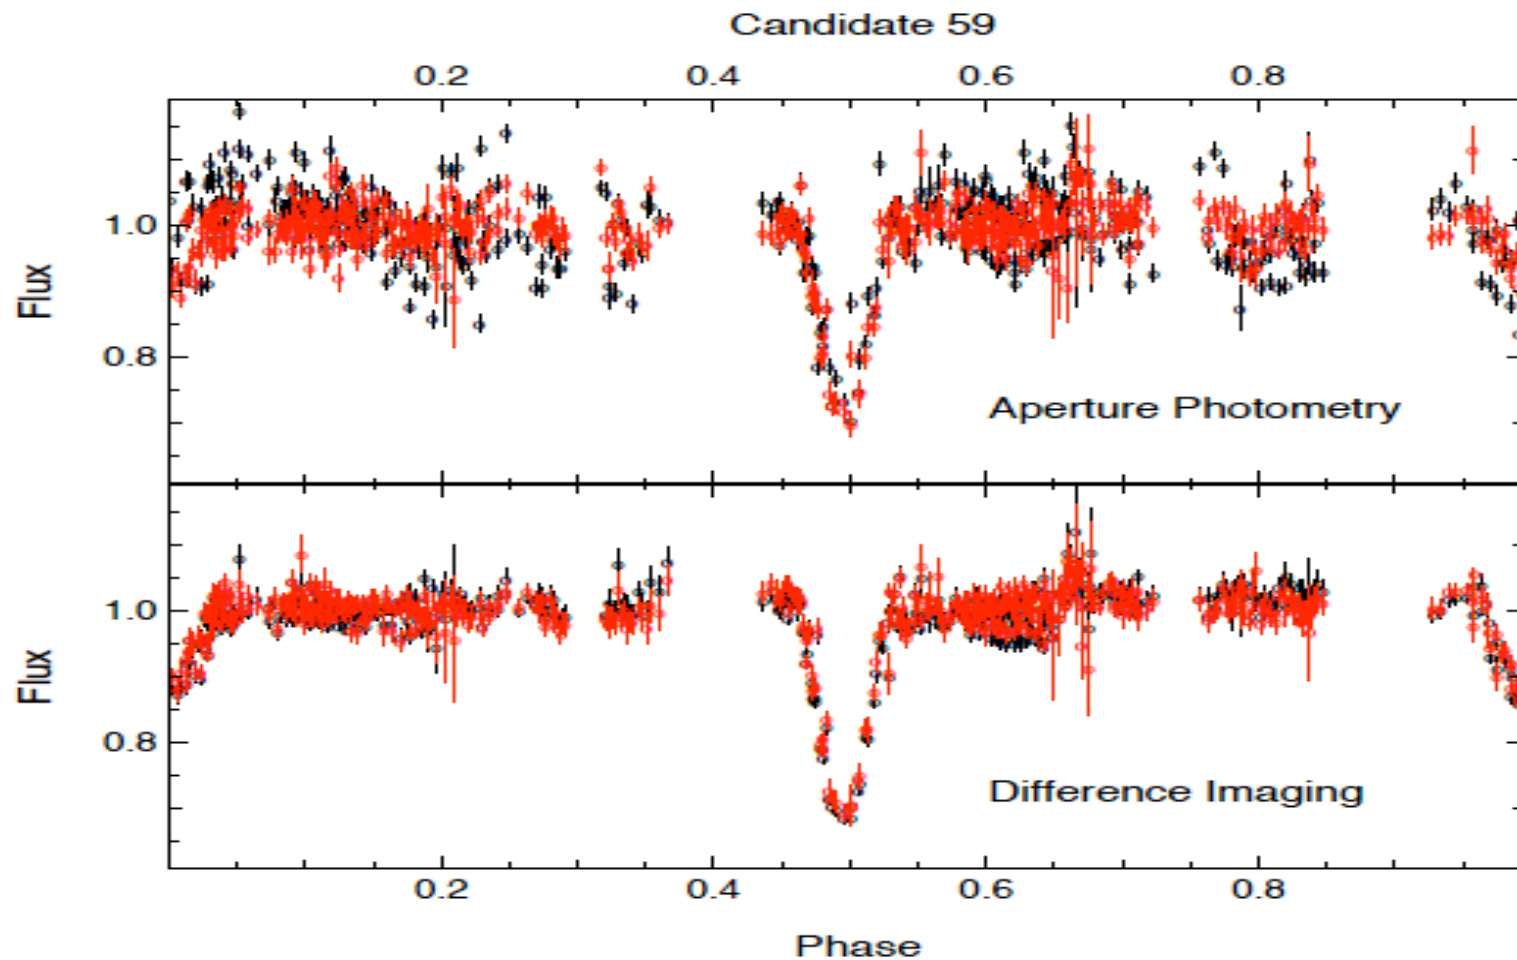 Candidate 59
0.2 0.4 0.6 0.8
1.0
Flux
0.8
Aperture Photometry
1.0
Flux
0.8
Difference Imaging
0.2 0.4 0.6 0.8
Phase